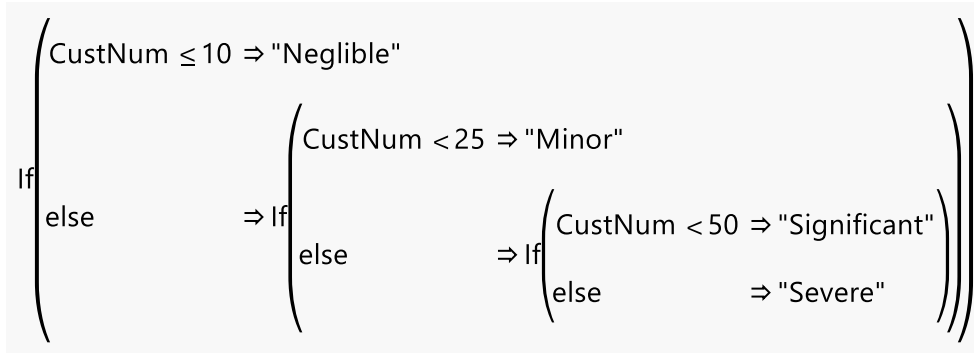 CustNum ≤ 10 ⇒ "Neglible"
CustNum < 25 ⇒ "Minor"
If
else ⇒ If
CustNum < 50 ⇒ "Significant"
else ⇒ If
else ⇒ "Severe"